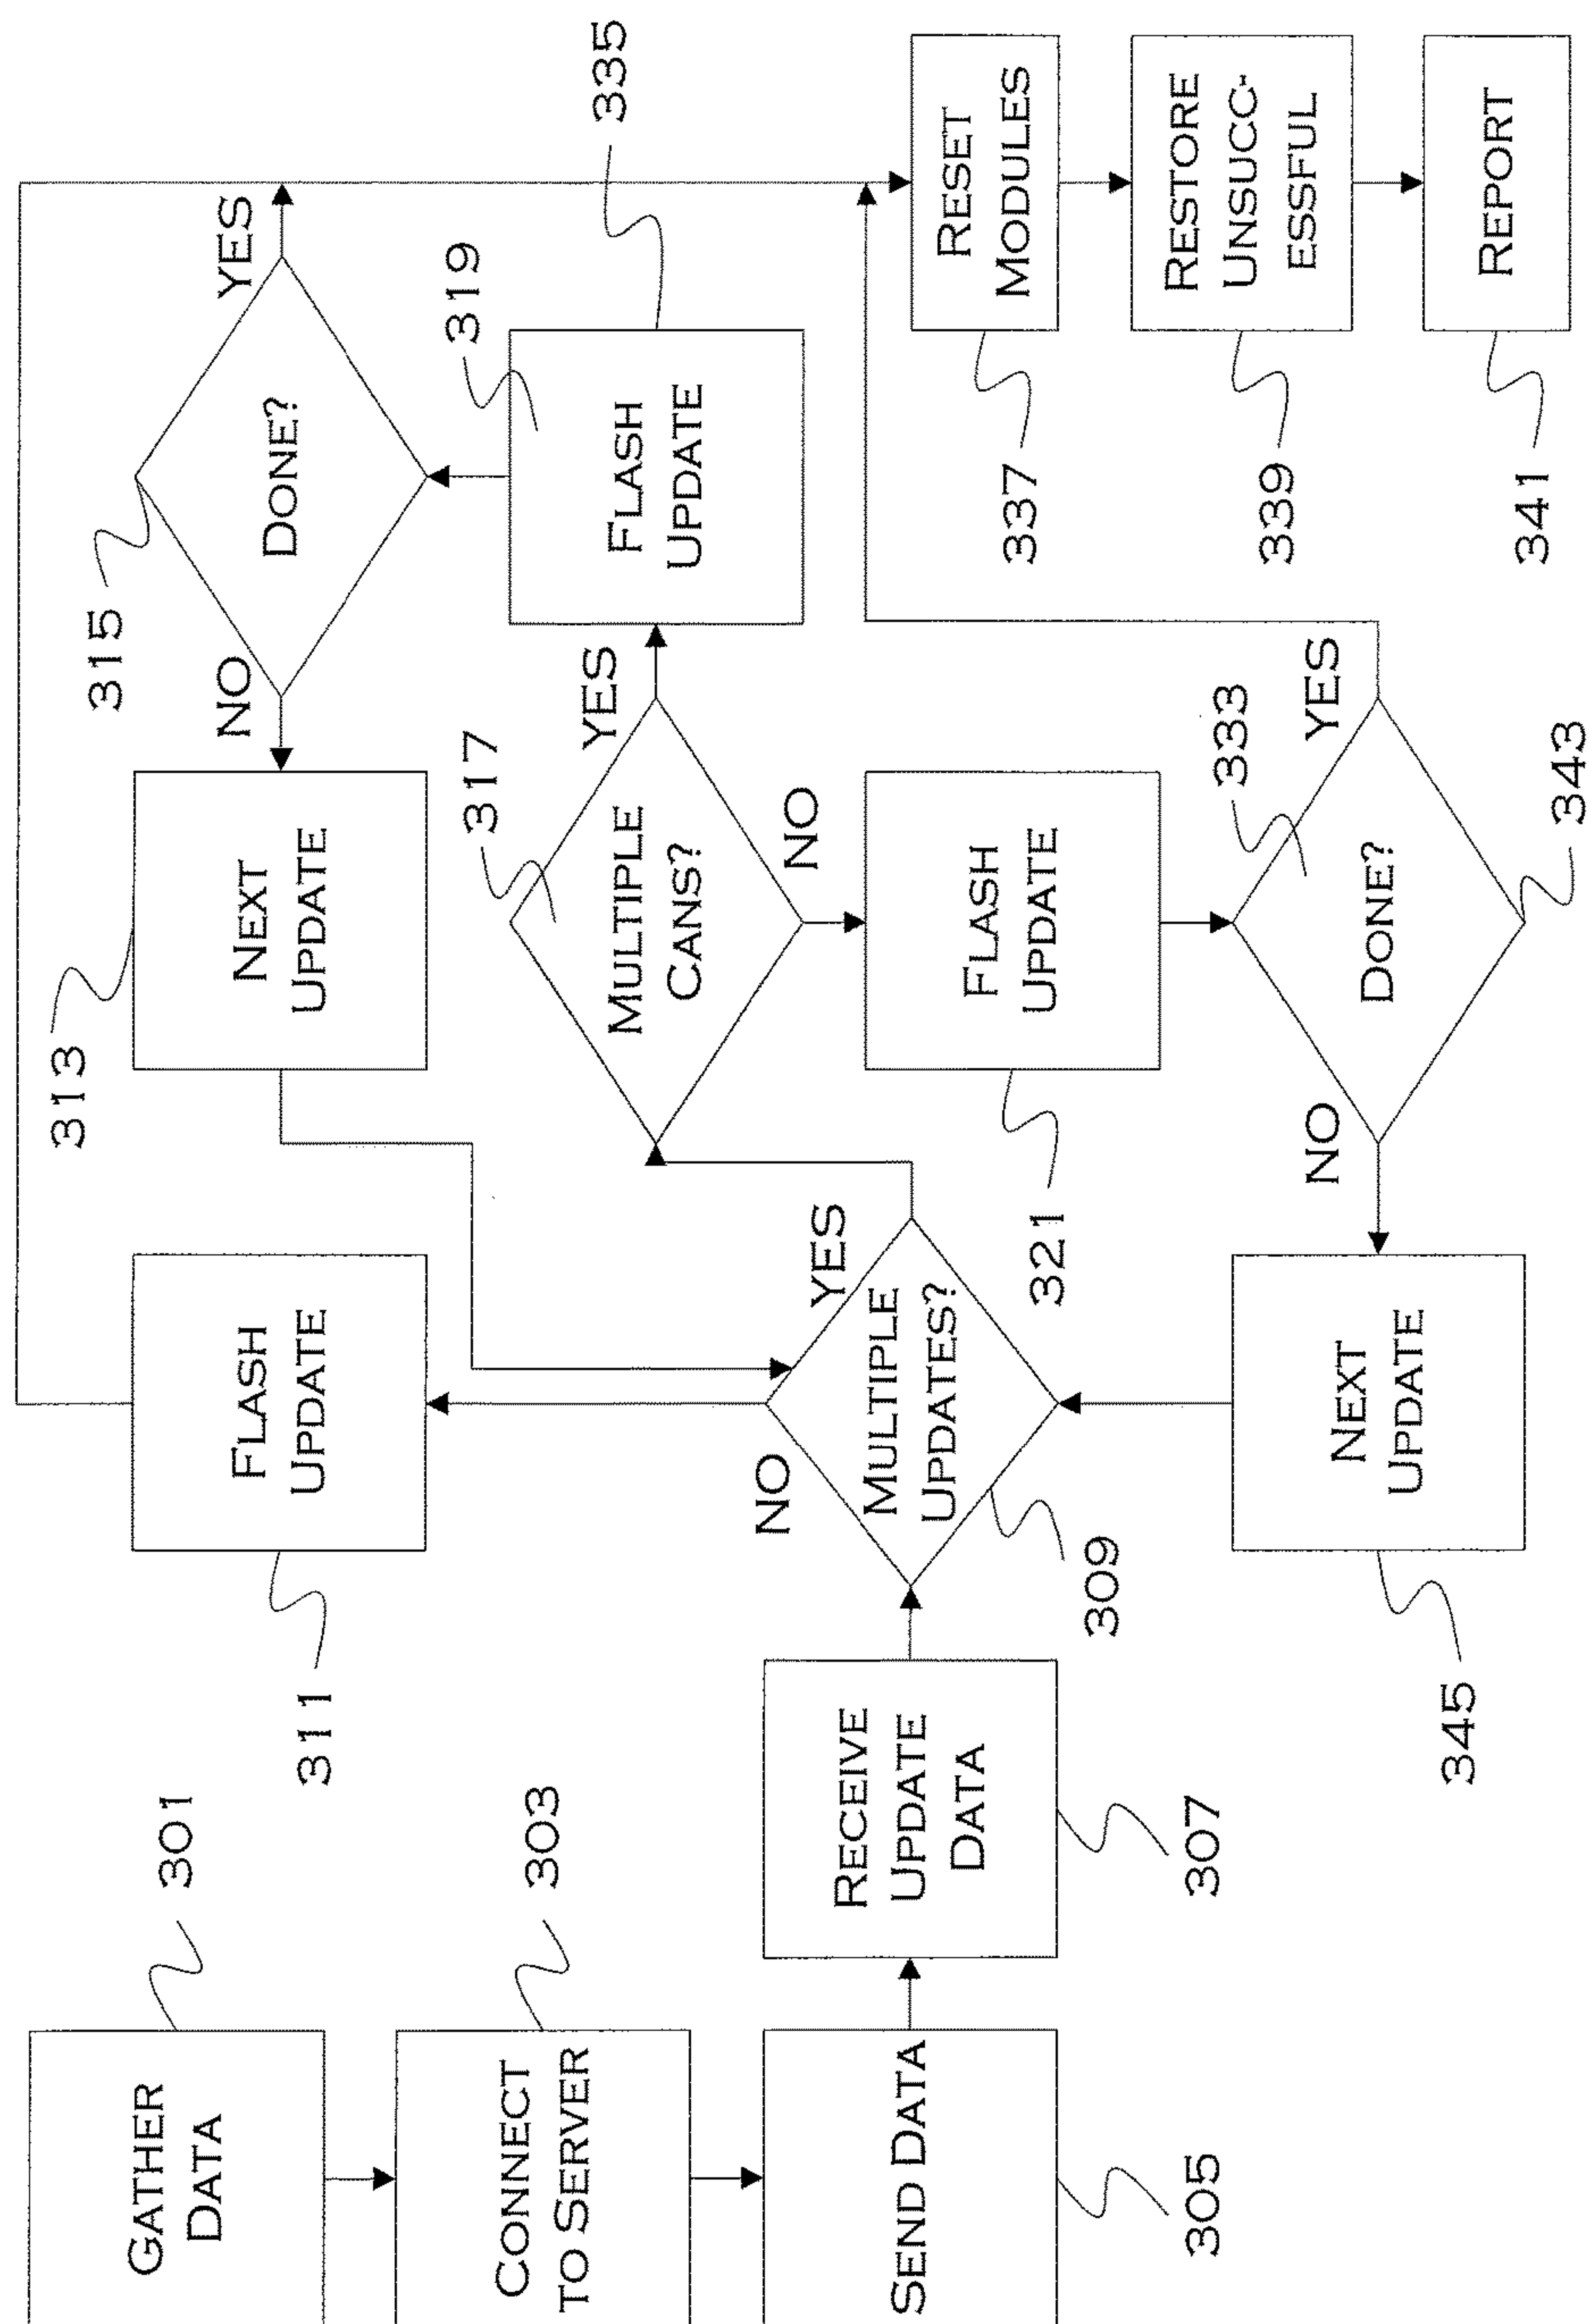 GATHER
DATA
301
CONNECT
TO SERVER
303
SEND DATA
305
RECEIVE
UPDATE
DATA
307
MULTIPLE
UPDATES?
309
NO
YES
FLASH
UPDATE
311
NEXT
UPDATE
313
NO
DONE?
315
YES
MULTIPLE
CANS?
317
YES
NO
FLASH
UPDATE
319
335
FLASH
UPDATE
321
DONE?
333
343
YES
NO
NEXT
UPDATE
345
RESET
MODULES
337
RESTORE
UNSUCC-
ESSFUL
339
REPORT
341